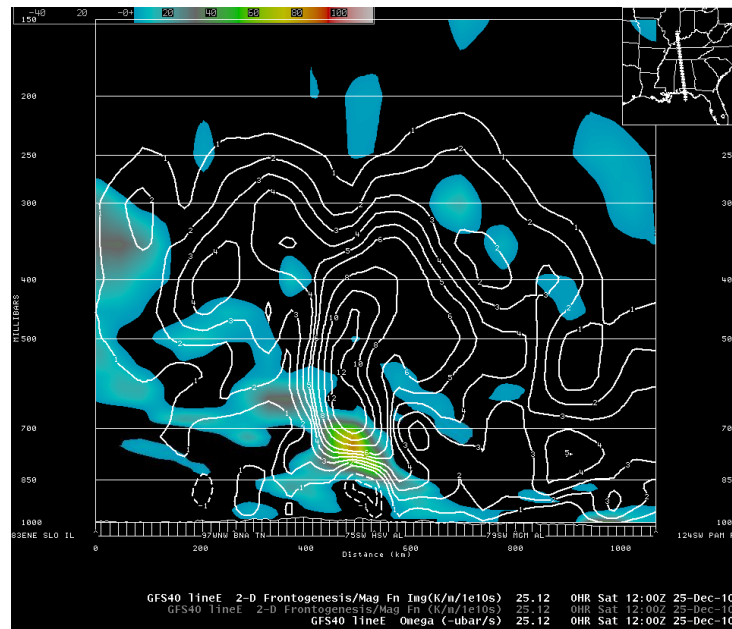 -40 20 -0+ 20 40 60 80 100
150
200
250
300
400
500
700
850
1000
MILLIBARS
83ENE SLO IL 97WNW BNA TN 75SW HSV AL 79SW MGM AL 124SW PAM F
0 200 400 600 800 1000
Distance (km)
GFS40 lineE 2-D Frontogenesis/Mag Fn Img(K/m/1e10s) 25.12 0HR Sat 12:00Z 25-Dec-10
GFS40 lineE 2-D Frontogenesis/Mag Fn (K/m/1e10s) 25.12 0HR Sat 12:00Z 25-Dec-10
GFS40 lineE Omega (-ubar/s) 25.12 0HR Sat 12:00Z 25-Dec-10